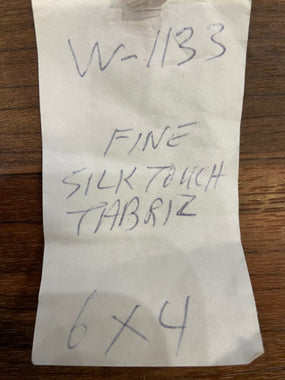 W-1133
FINE
SILK TOUCH
TABRIZ
6 X 4